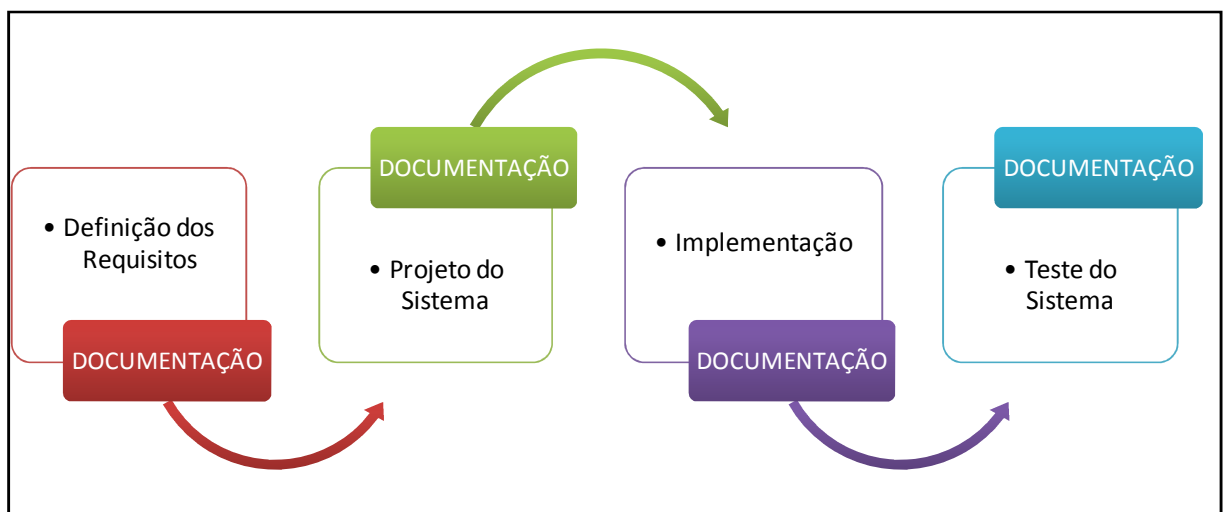 • Definição dos
Requisitos
DOCUMENTAÇÃO
DOCUMENTAÇÃO
• Projeto do
Sistema
• Implementação
DOCUMENTAÇÃO
DOCUMENTAÇÃO
• Teste do
Sistema